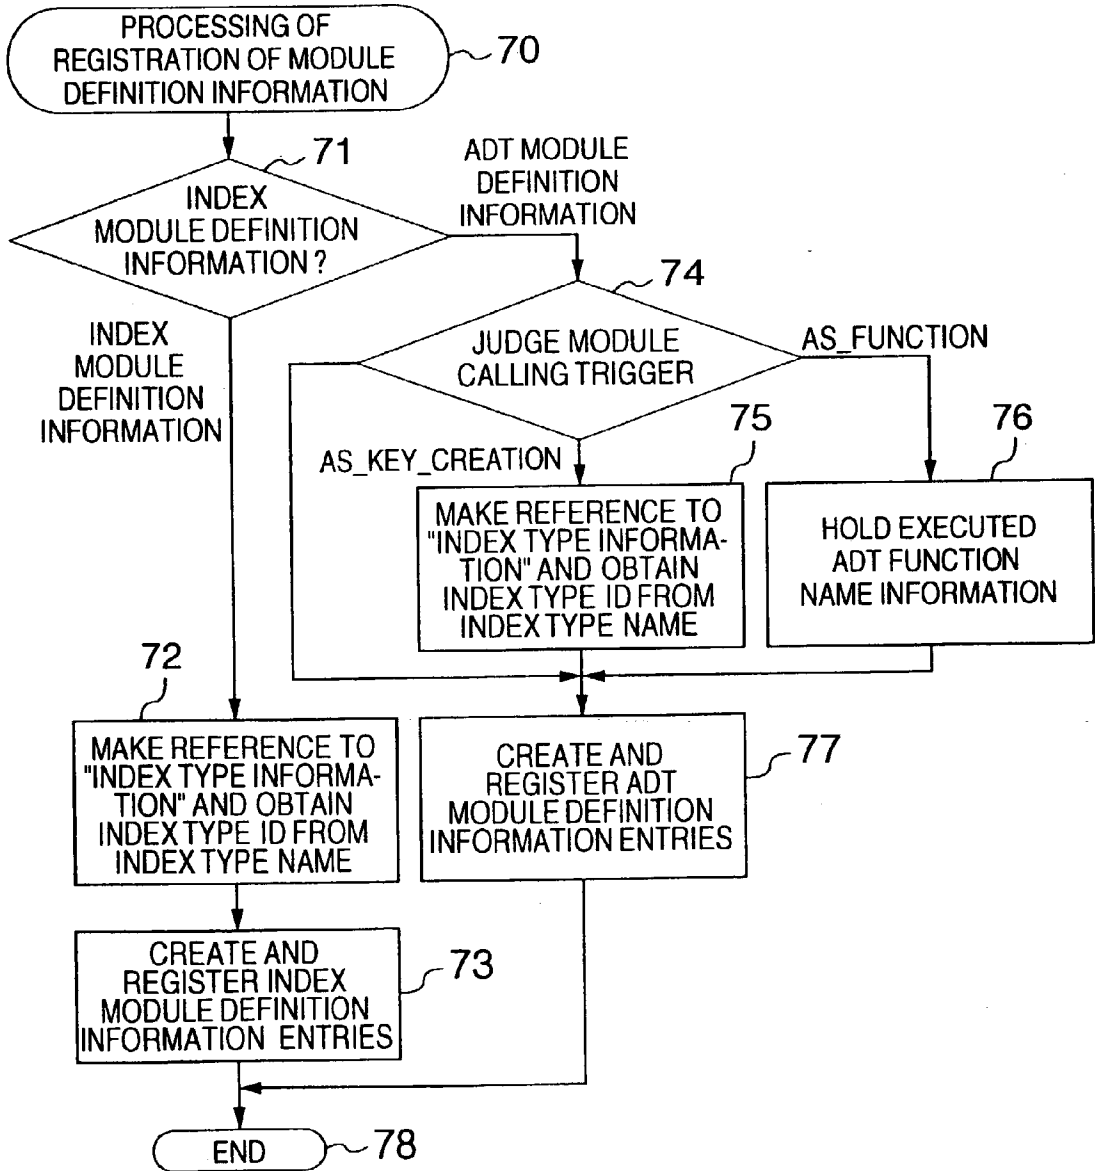 PROCESSING OF
REGISTRATION OF MODULE
DEFINITION INFORMATION
70
71
INDEX
MODULE DEFINITION
INFORMATION ?
ADT MODULE
DEFINITION
INFORMATION
INDEX
MODULE
DEFINITION
INFORMATION
74
JUDGE MODULE
CALLING TRIGGER
AS_FUNCTION
AS_KEY_CREATION
75
MAKE REFERENCE TO
"INDEX TYPE INFORMA-
TION" AND OBTAIN
INDEX TYPE ID FROM
INDEX TYPE NAME
76
HOLD EXECUTED
ADT FUNCTION
NAME INFORMATION
72
MAKE REFERENCE TO
"INDEX TYPE INFORMA-
TION" AND OBTAIN
INDEX TYPE ID FROM
INDEX TYPE NAME
CREATE AND
REGISTER ADT
MODULE DEFINITION
INFORMATION ENTRIES
77
CREATE AND
REGISTER INDEX
MODULE DEFINITION
INFORMATION ENTRIES
73
END
78